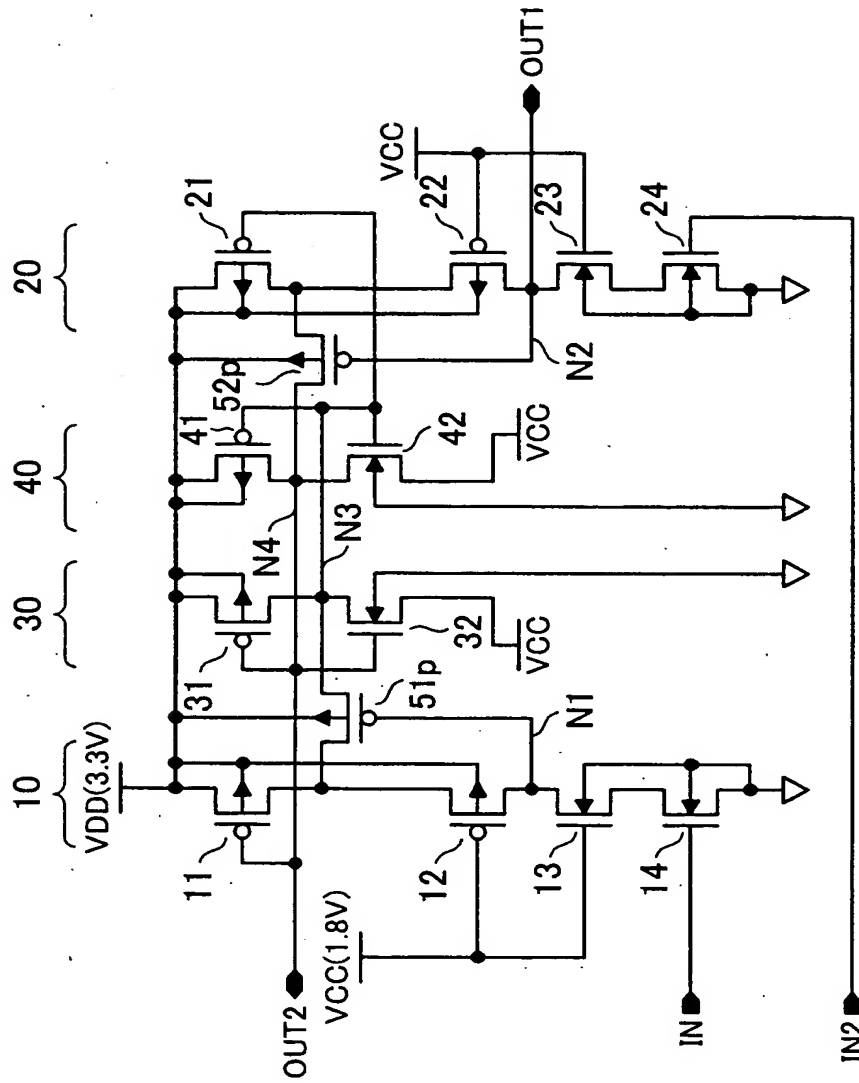 10
30
40
20
VDD(3.3V)
11
31
N4
41
52p
21
OUT2
N3
VCC(1.8V)
12
51p
32
42
22
VCC
OUT1
N1
VCC
VCC
N2
13
23
14
24
IN
IN2